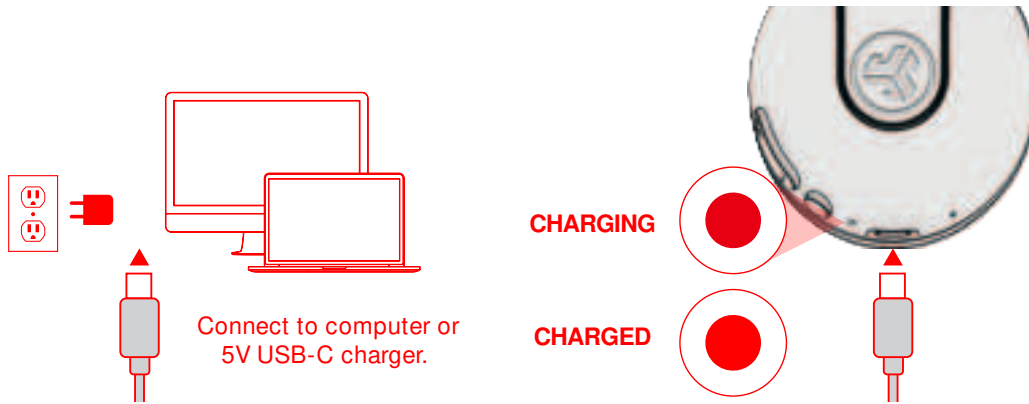 Connect to computer or
5V USB-C charger.
CHARGING
CHARGED